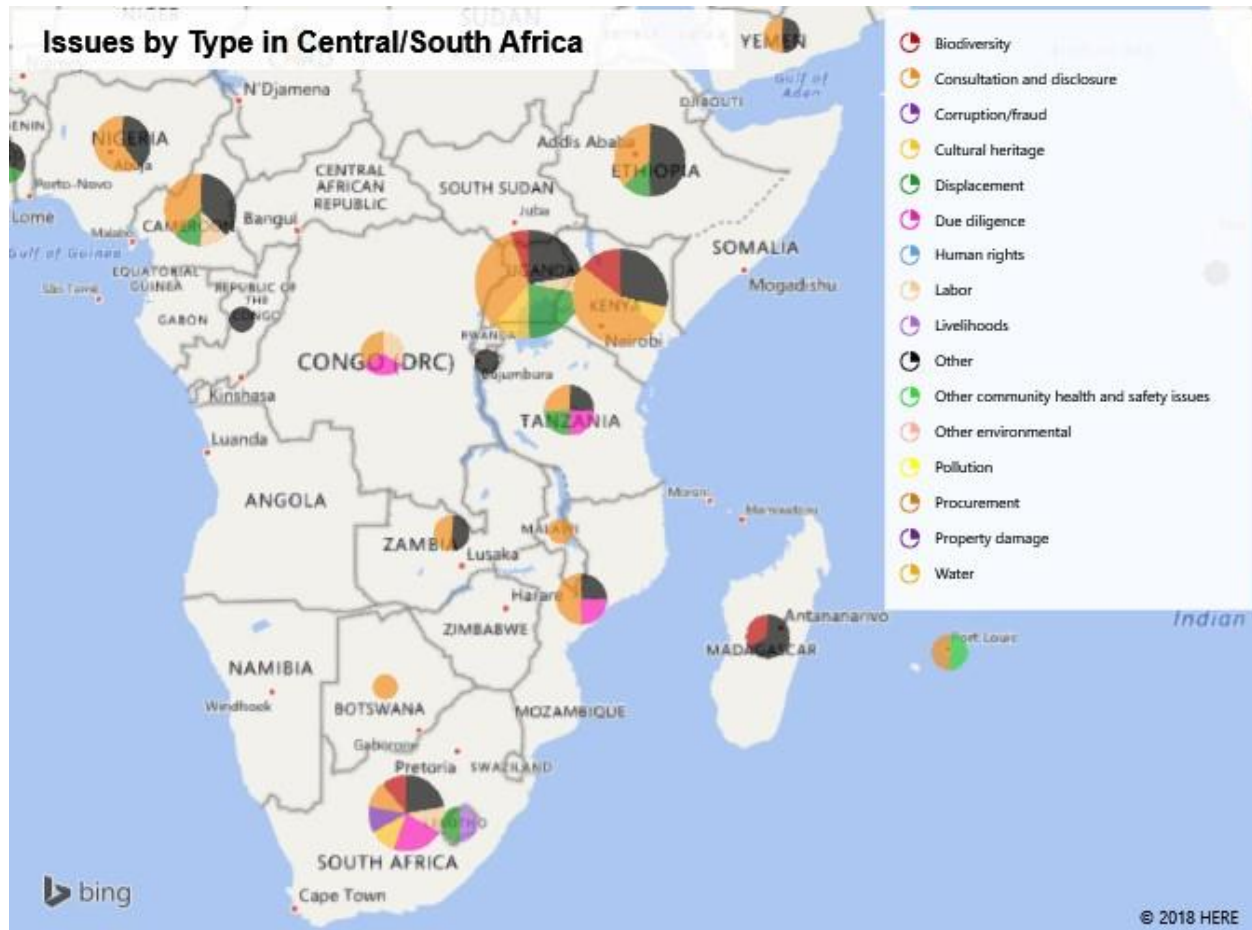 Issues by Type in Central/South Africa
NIGER
SUDAN
YEMEN
Gulf of
Aden
N'Djamena
DJIBOUTI
NIGERIA
Abuja
Addis Ababa
ETHIOPIA
Porto-Novo
CENTRAL
AFRICAN
REPUBLIC
SOUTH SUDAN
Juba
Lome
CAMEROON
Bangui
Malabo
Gulf of Guinea
SOMALIA
Mogadishu
EQUATORIAL
GUINEA
REPUBLIC OF
THE
CONGO
GABON
UGANDA
KENYA
Nairobi
RWANDA
CONGO (DRC)
Bujumbura
Kinshasa
TANZANIA
Luanda
ANGOLA
Moroni
ZAMBIA
Lusaka
MALAWI
Harare
ZIMBABWE
Antananarivo
MADAGASCAR
Port Louis
Indian
NAMIBIA
Windhoek
BOTSWANA
MOZAMBIQUE
Gaborone
Pretoria
SWAZILAND
LESOTHO
SOUTH AFRICA
Cape Town
bing
© 2018 HERE
Biodiversity
Consultation and disclosure
Corruption/fraud
Cultural heritage
Displacement
Due diligence
Human rights
Labor
Livelihoods
Other
Other community health and safety issues
Other environmental
Pollution
Procurement
Property damage
Water